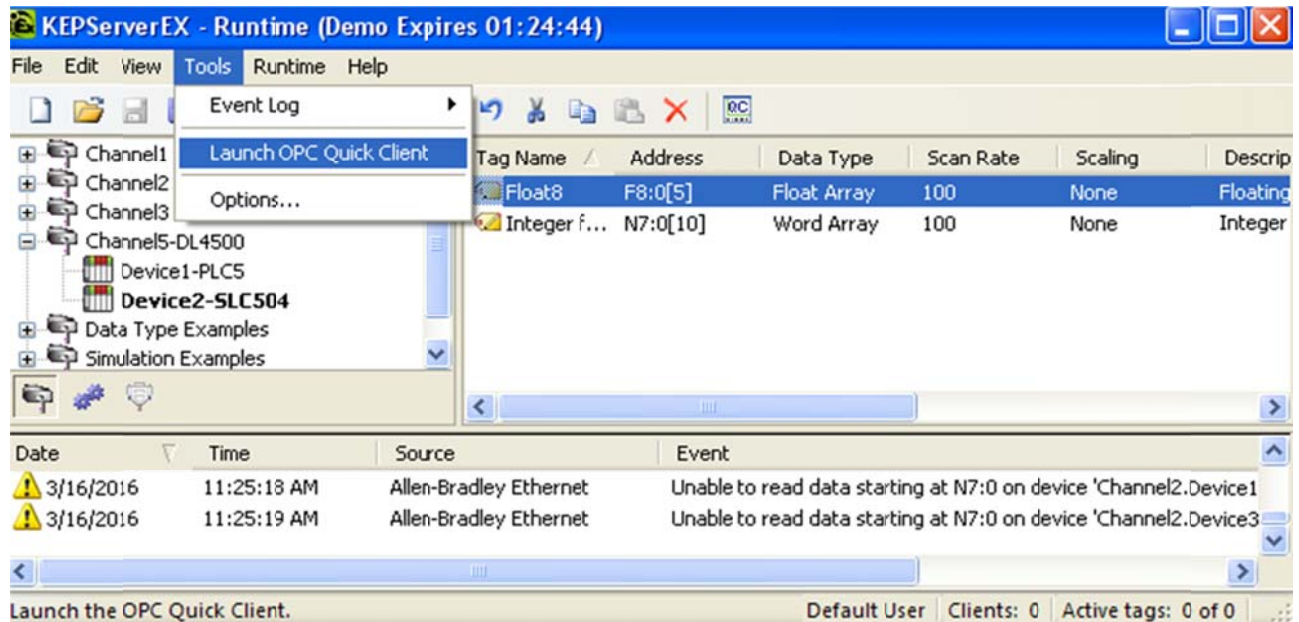 KEPServerEX - Runtime (Demo Expires 01:24:44)
File Edit View Tools Runtime Help
Event Log
Launch OPC Quick Client
Options...
Channel1
Channel2
Channel3
Channel5-DL4500
Device1-PLC5
Device2-SLC504
Data Type Examples
Simulation Examples
Tag Name Address Data Type Scan Rate Scaling Descrip
Float8 F8:0[5] Float Array 100 None Floating
Integer f... N7:0[10] Word Array 100 None Integer
Date Time Source Event
3/16/2016 11:25:18 AM Allen-Bradley Ethernet Unable to read data starting at N7:0 on device 'Channel2.Device1
3/16/2016 11:25:19 AM Allen-Bradley Ethernet Unable to read data starting at N7:0 on device 'Channel2.Device3
Launch the OPC Quick Client. Default User Clients: 0 Active tags: 0 of 0